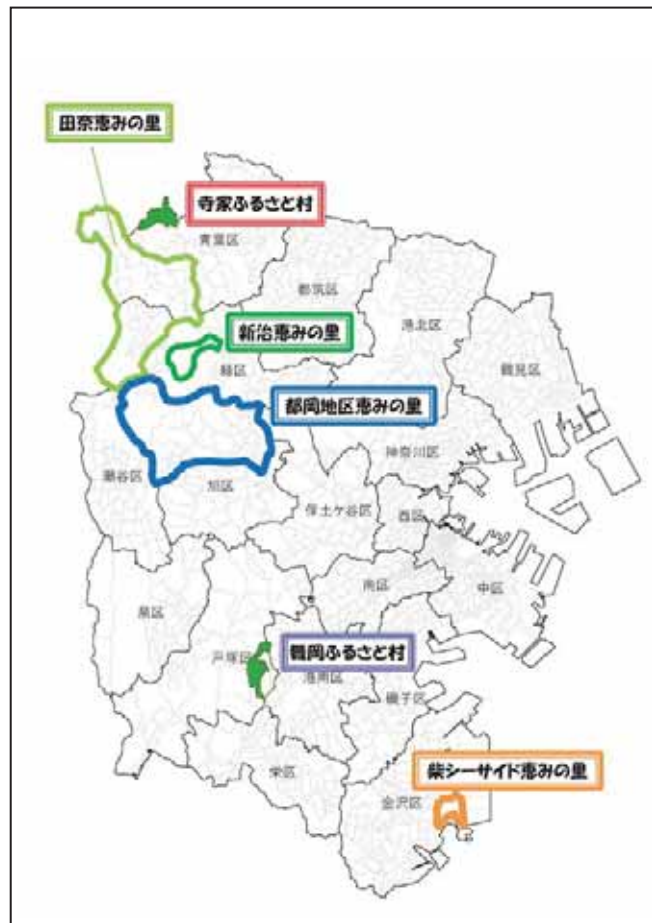 田奈恵みの里
寺家ふるさと村
青葉区
都筑区
港北区
鶴見区
新治恵みの里
緑区
都岡地区恵みの里
神奈川区
瀬谷区
旭区
保土ケ谷区
西区
中区
南区
泉区
戸塚区
舞岡ふるさと村
港南区
磯子区
栄区
柴シーサイド恵みの里
金沢区